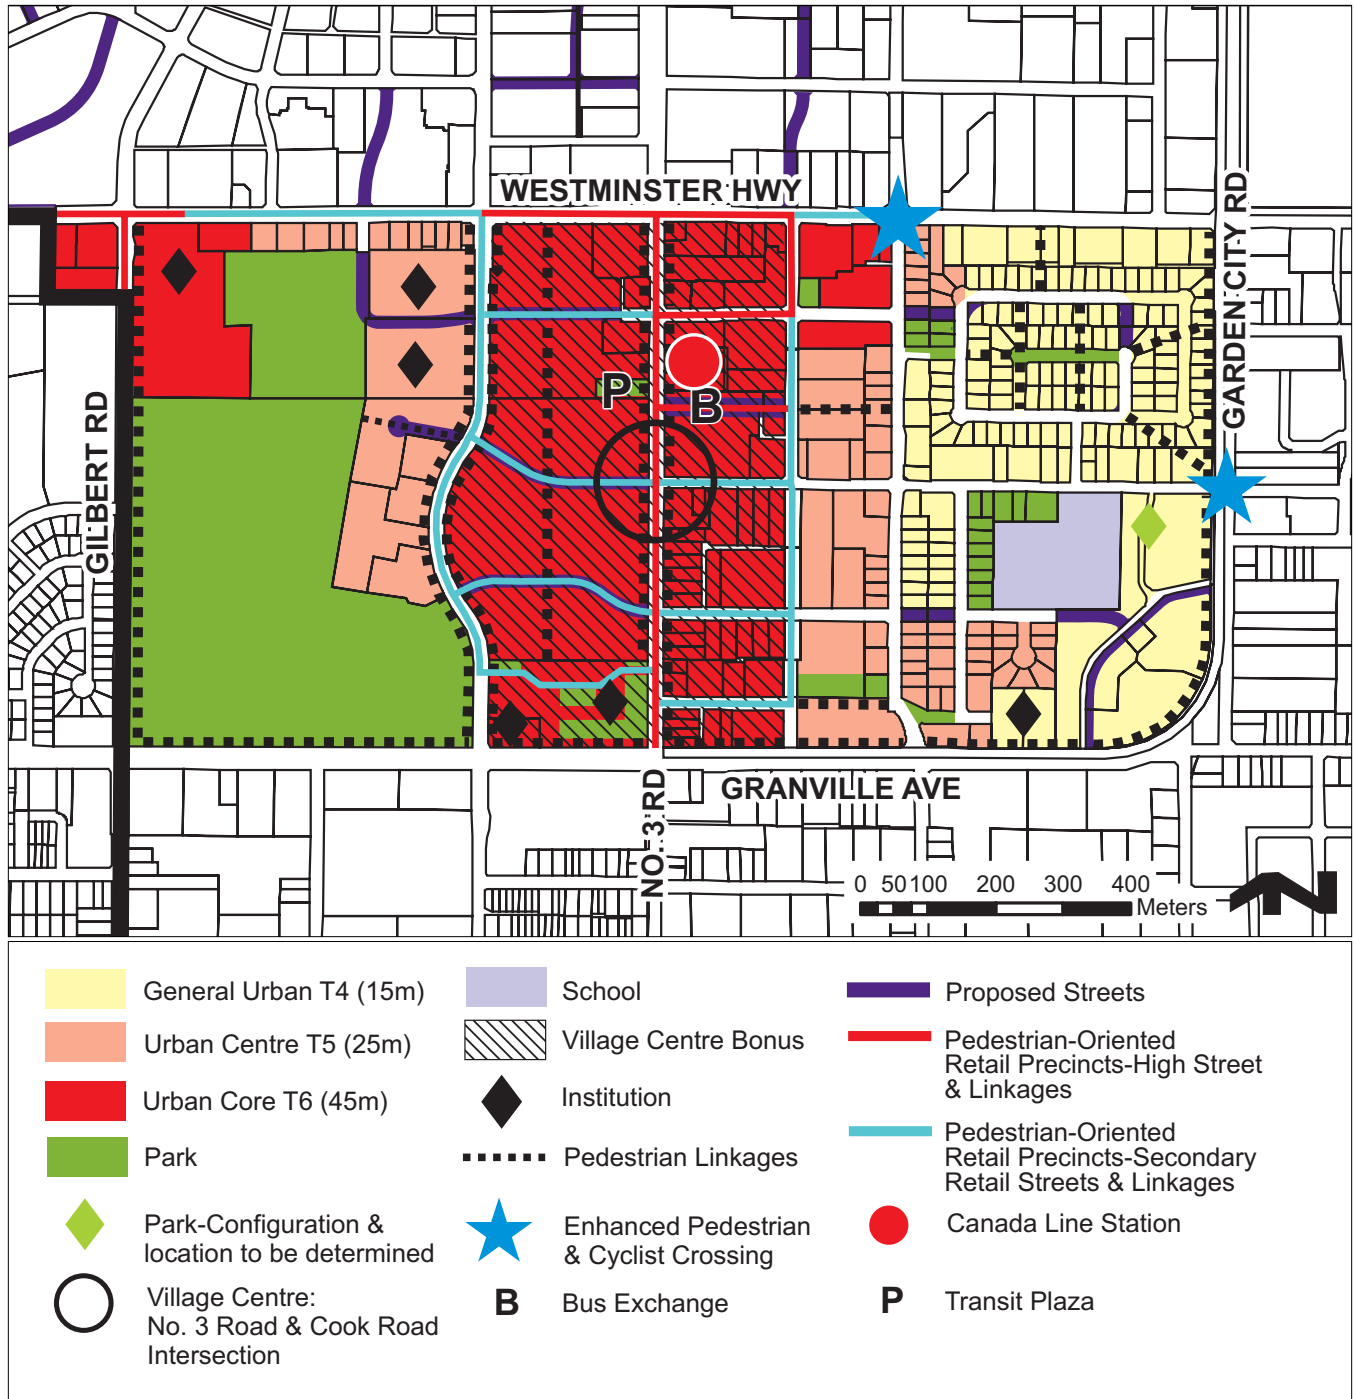 WESTMINSTER HWY
GARDEN CITY RD
GILBERT RD
P
B
NO. 3 RD
GRANVILLE AVE
0 50 100 200 300 400
Meters
General Urban T4 (15m)
Urban Centre T5 (25m)
Urban Core T6 (45m)
Park
Park-Configuration &
location to be determined
Village Centre:
No. 3 Road & Cook Road
Intersection
School
Village Centre Bonus
Institution
Pedestrian Linkages
Enhanced Pedestrian
& Cyclist Crossing
B Bus Exchange
Proposed Streets
Pedestrian-Oriented
Retail Precincts-High Street
& Linkages
Pedestrian-Oriented
Retail Precincts-Secondary
Retail Streets & Linkages
Canada Line Station
P Transit Plaza